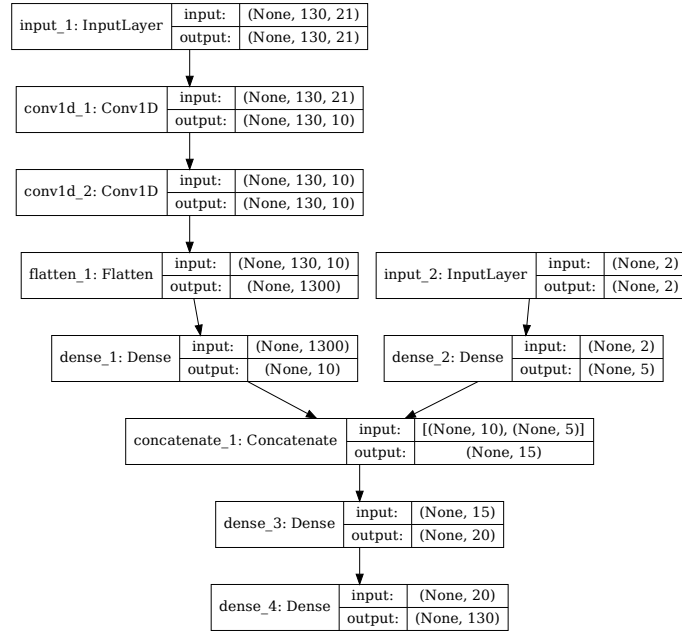 input_1: InputLayer
input: (None, 130, 21)
output: (None, 130, 21)
conv1d_1: Conv1D
input: (None, 130, 21)
output: (None, 130, 10)
conv1d_2: Conv1D
input: (None, 130, 10)
output: (None, 130, 10)
flatten_1: Flatten
input: (None, 130, 10)
output: (None, 1300)
input_2: InputLayer
input: (None, 2)
output: (None, 2)
dense_1: Dense
input: (None, 1300)
output: (None, 10)
dense_2: Dense
input: (None, 2)
output: (None, 5)
concatenate_1: Concatenate
input: [(None, 10), (None, 5)]
output: (None, 15)
dense_3: Dense
input: (None, 15)
output: (None, 20)
dense_4: Dense
input: (None, 20)
output: (None, 130)